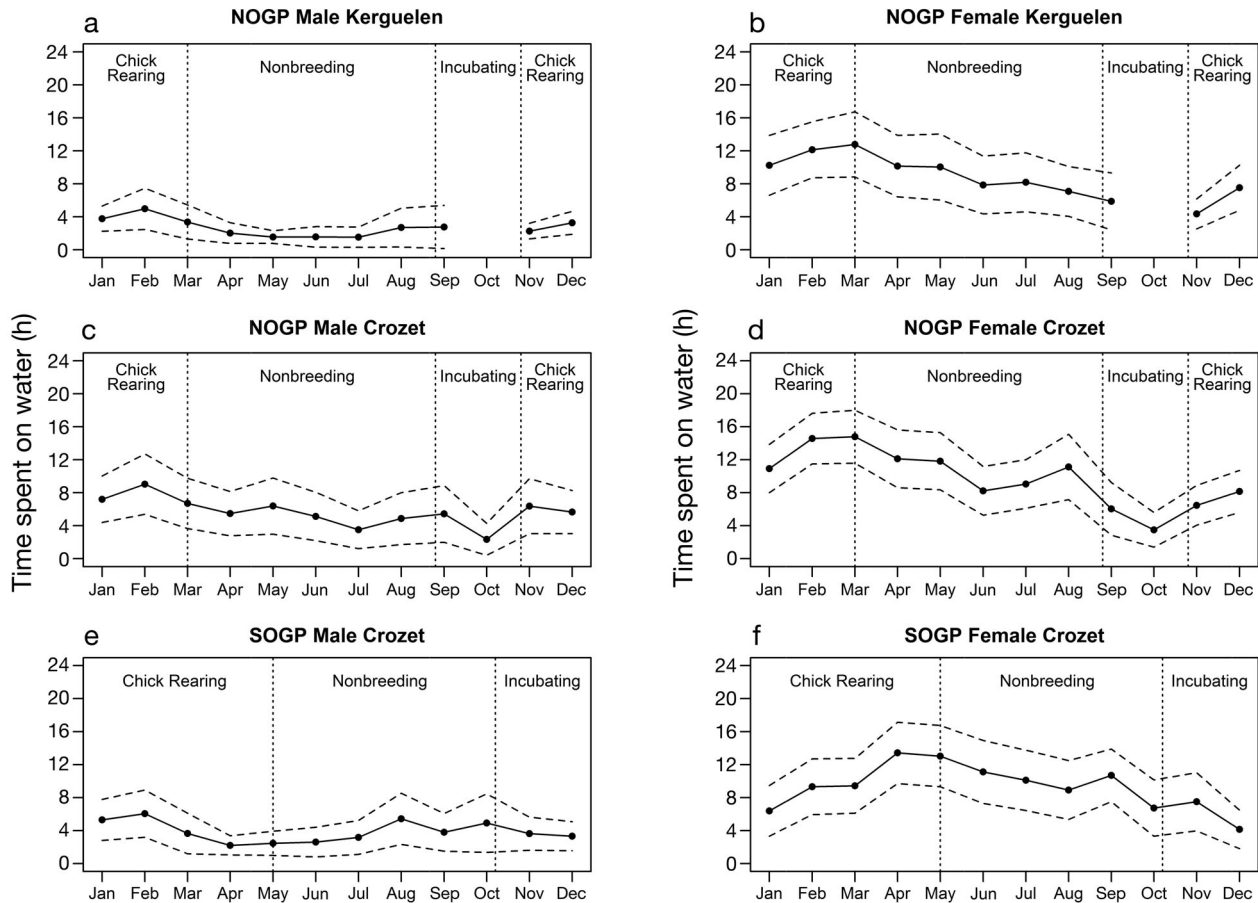 a
NOGP Male Kerguelen
24
20
16
12
8
4
0
Chick
Rearing
Nonbreeding
Incubating
Chick
Rearing
Jan Feb Mar Apr May Jun Jul Aug Sep Oct Nov Dec
b
NOGP Female Kerguelen
24
20
16
12
8
4
0
Chick
Rearing
Nonbreeding
Incubating
Chick
Rearing
Jan Feb Mar Apr May Jun Jul Aug Sep Oct Nov Dec
Time spent on water (h)
c
NOGP Male Crozet
24
20
16
12
8
4
0
Chick
Rearing
Nonbreeding
Incubating
Chick
Rearing
Jan Feb Mar Apr May Jun Jul Aug Sep Oct Nov Dec
Time spent on water (h)
d
NOGP Female Crozet
24
20
16
12
8
4
0
Chick
Rearing
Nonbreeding
Incubating
Chick
Rearing
Jan Feb Mar Apr May Jun Jul Aug Sep Oct Nov Dec
e
SOGP Male Crozet
24
20
16
12
8
4
0
Chick Rearing
Nonbreeding
Incubating
Jan Feb Mar Apr May Jun Jul Aug Sep Oct Nov Dec
f
SOGP Female Crozet
24
20
16
12
8
4
0
Chick Rearing
Nonbreeding
Incubating
Jan Feb Mar Apr May Jun Jul Aug Sep Oct Nov Dec